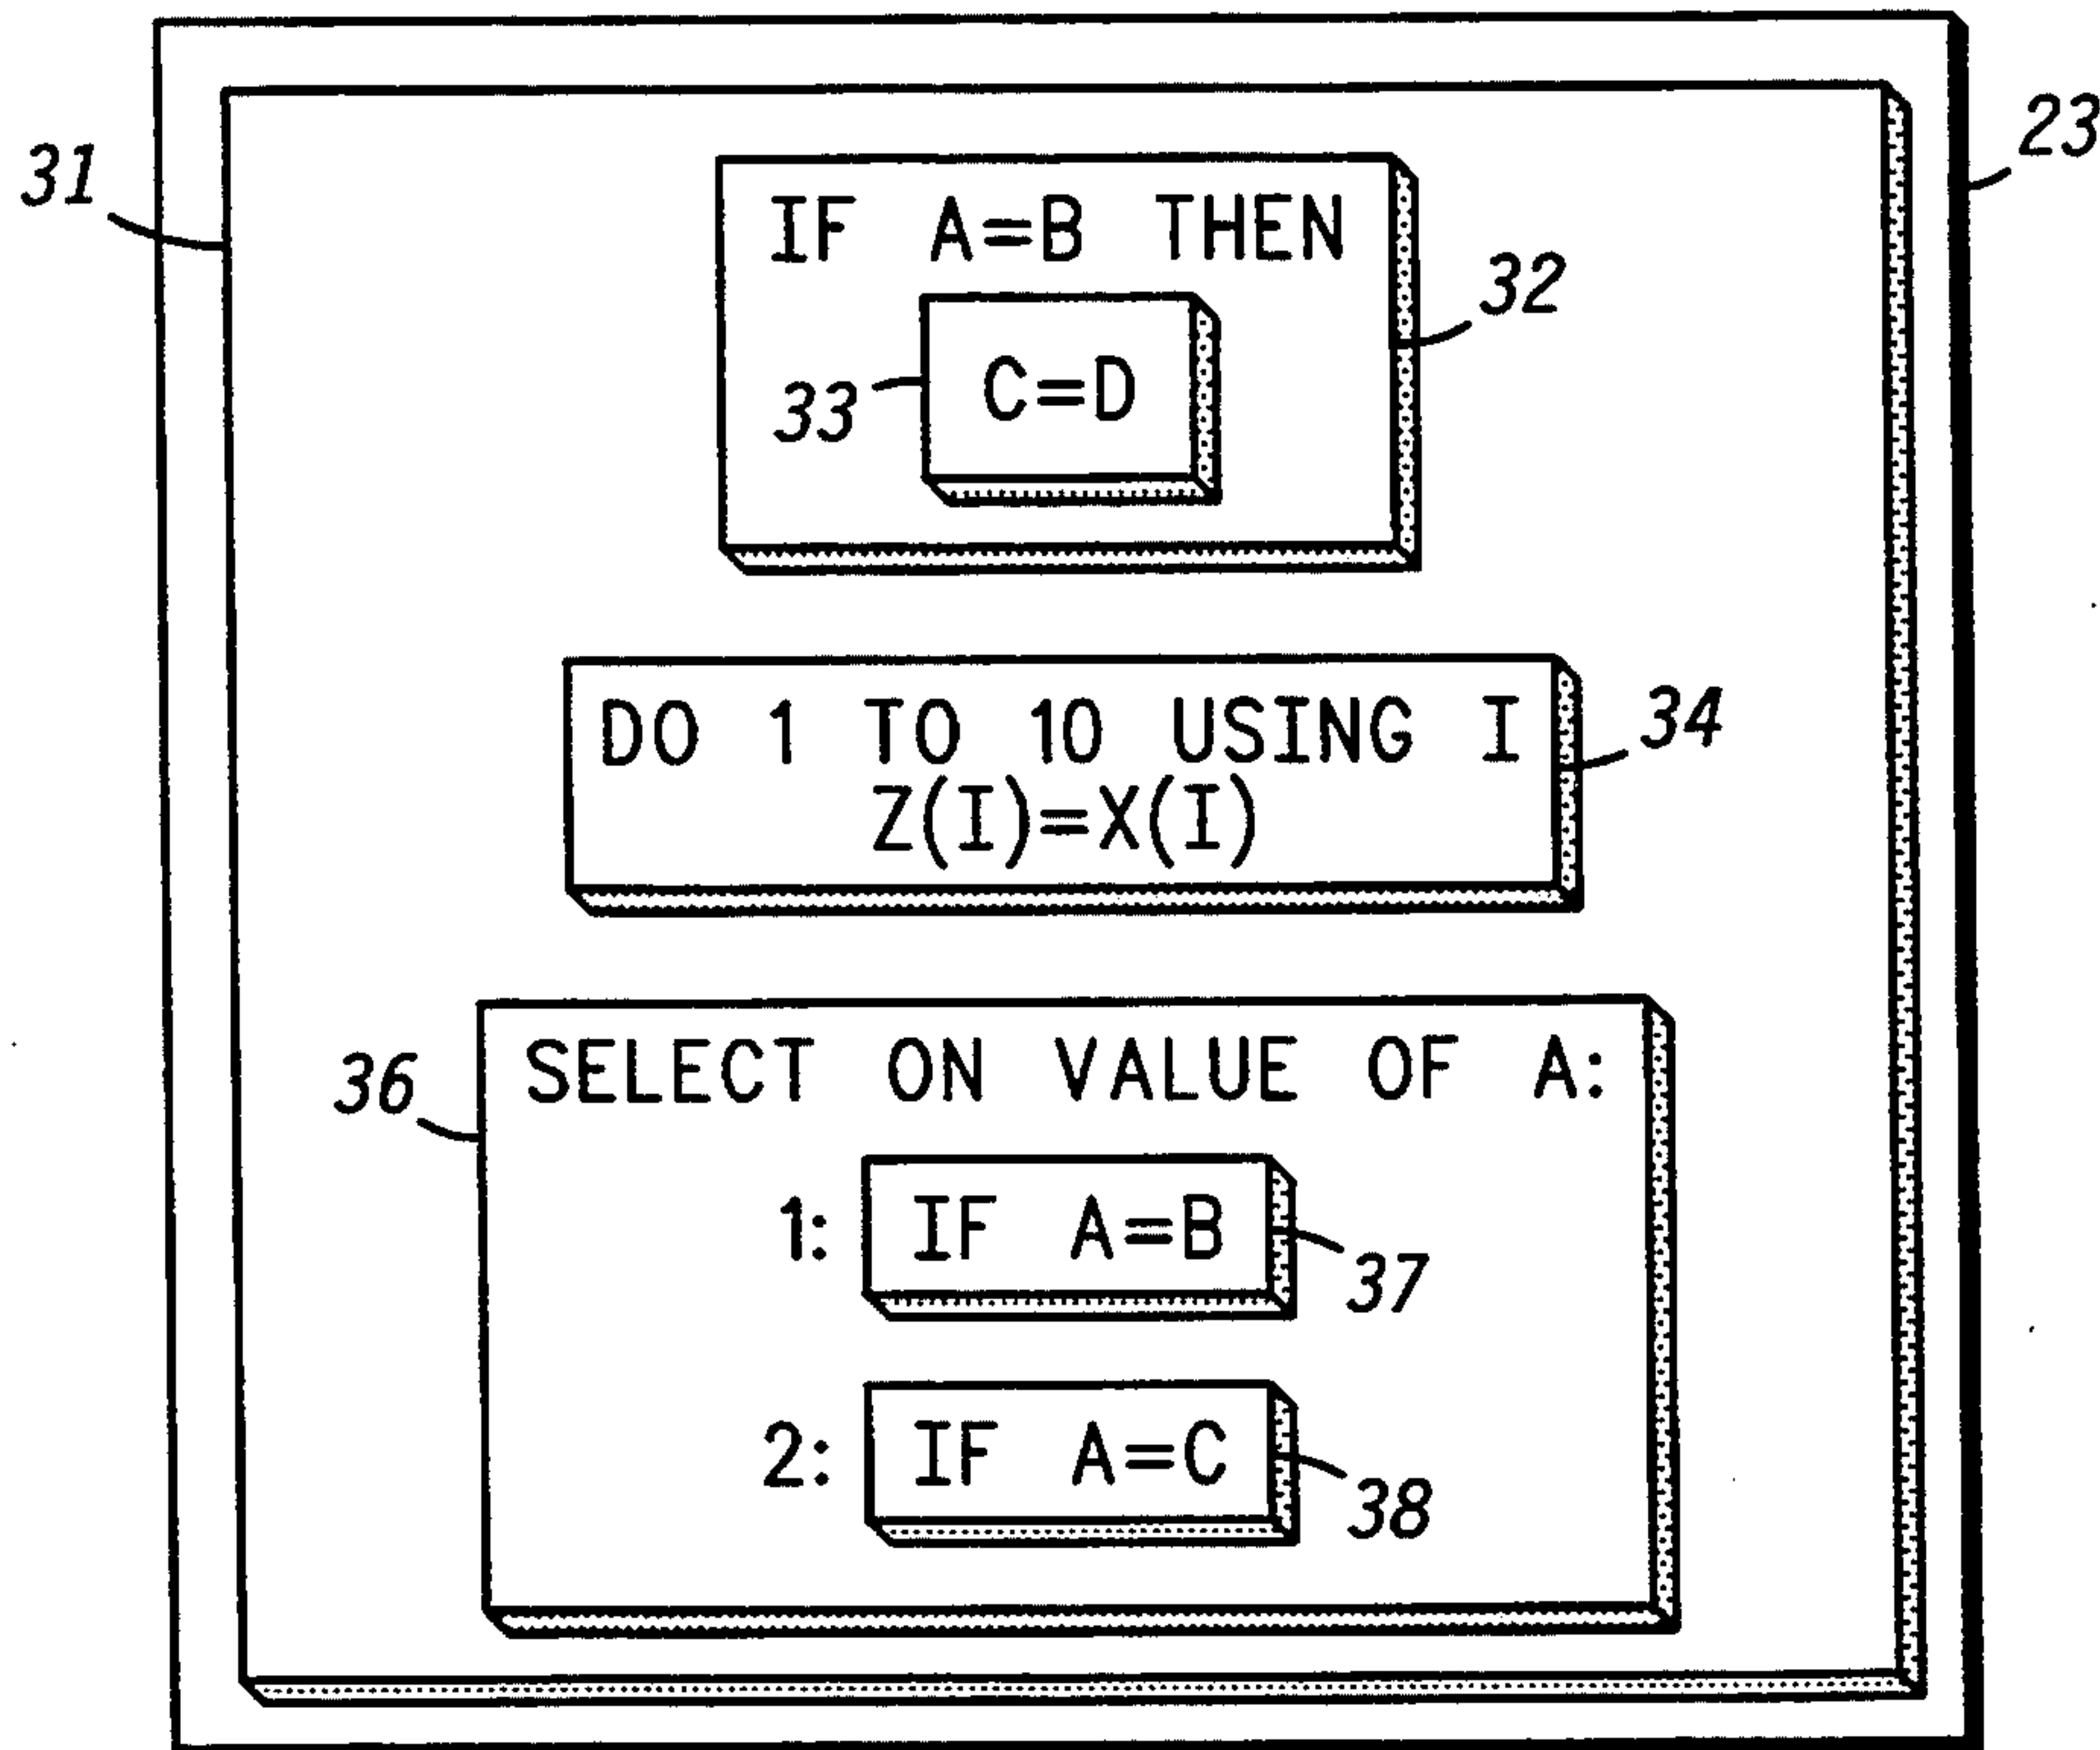 31
23
IF A=B THEN
32
33
C=D
DO 1 TO 10 USING I
34
Z(I)=X(I)
36
SELECT ON VALUE OF A:
1: IF A=B
37
2: IF A=C
38